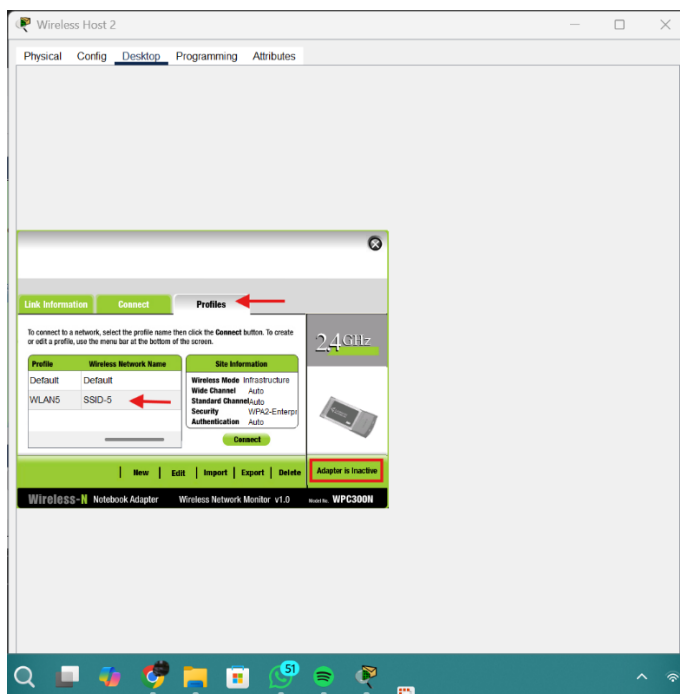 Wireless Host 2
Physical Config Desktop Programming Attributes
Link Information Connect Profiles
To connect to a network, select the profile name then click the Connect button. To create
or edit a profile, use the menu bar at the bottom of the screen.
2.4GHz
Profile Wireless Network Name
Default Default
WLAN5 SSID-5
Site Information
Wireless Mode Infrastructure
Wide Channel Auto
Standard Channel Auto
Security WPA2-Enterpr
Authentication Auto
Connect
New Edit Import Export Delete
Adapter is Inactive
Wireless-N Notebook Adapter Wireless Network Monitor v1.0 Model No. WPC300N
51